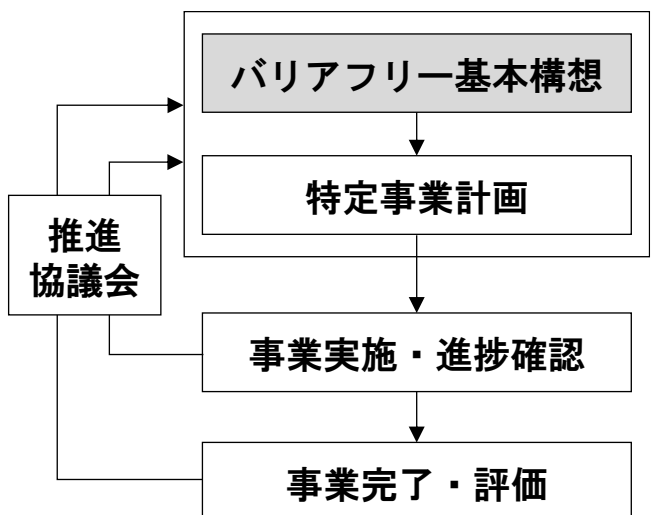 バリアフリー基本構想
特定事業計画
推進
協議会
事業実施・進捗確認
事業完了・評価